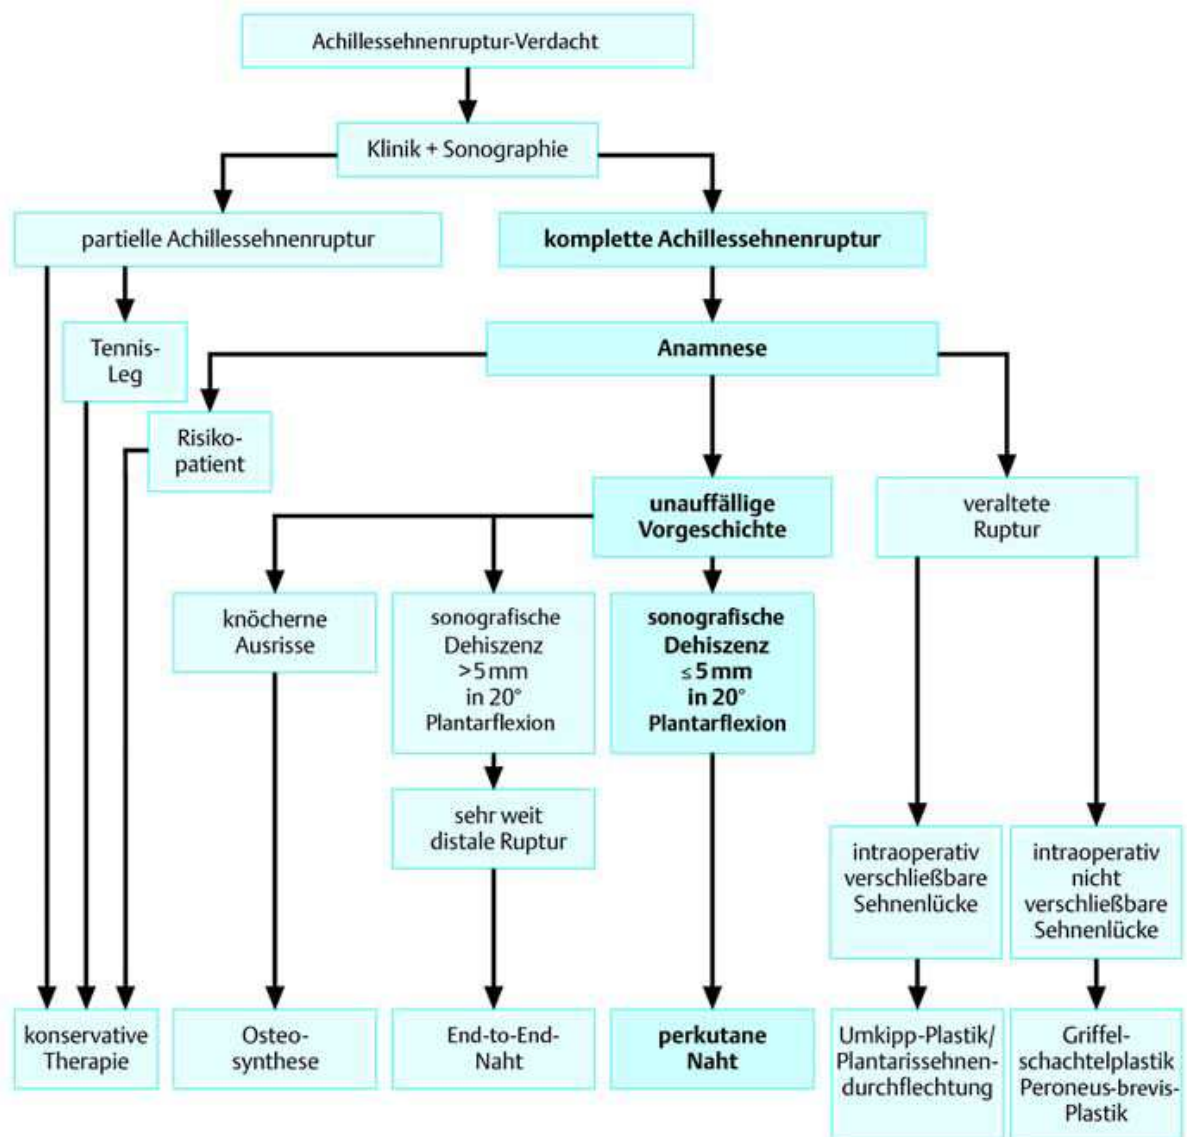 Achillessehnenruptur-Verdacht
Klinik + Sonographie
partielle Achillessehnenruptur
komplette Achillessehnenruptur
Tennis-
Leg
Anamnese
Risiko-
patient
unauffällige
Vorgeschichte
veraltete
Ruptur
knöcherne
Ausrisse
sonografische
Dehiszenz
>5 mm
in 20°
Plantarflexion
sonografische
Dehiszenz
≤ 5 mm
in 20°
Plantarflexion
sehr weit
distale Ruptur
intraoperativ
verschließbare
Sehnenlücke
intraoperativ
nicht
verschließbare
Sehnenlücke
konservative
Therapie
Osteo-
synthese
End-to-End-
Naht
perkutane
Naht
Umkipp-Plastik/
Plantarissehnen-
durchflechtung
Griffel-
schachtelplastik
Peroneus-brevis-
Plastik